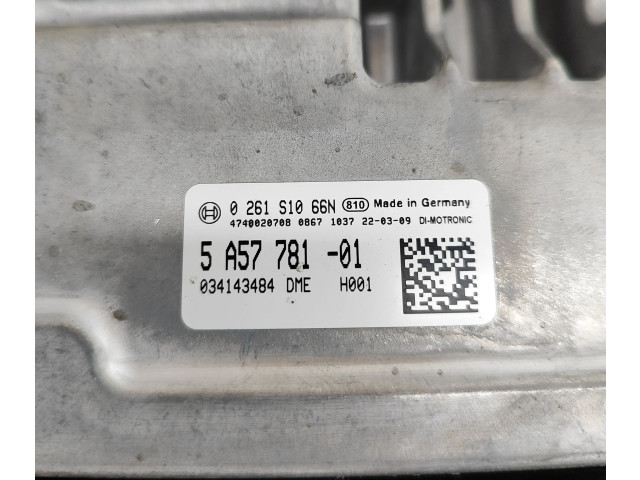 0 261 S10 66N 810 Made in Germany
4740020708 0867 1037 22-03-09 DI-MOTRONIC
5 A57 781 -01
034143484 DME H001